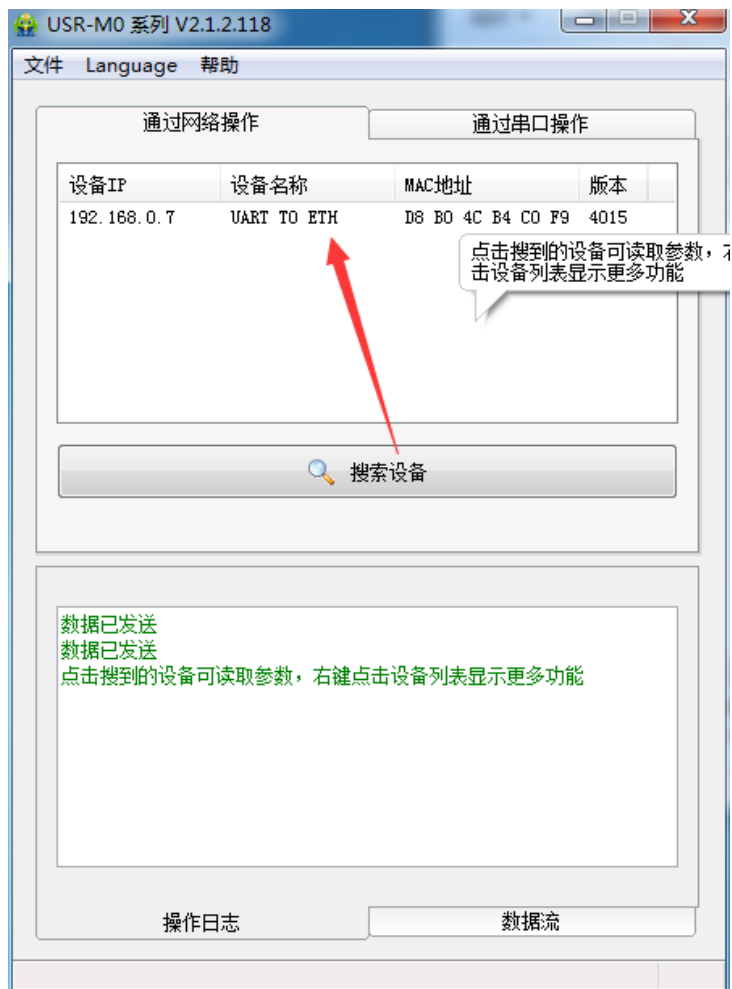 USR-M0 系列 V2.1.2.118
文件 Language 帮助
通过网络操作 通过串口操作
设备IP 设备名称 MAC地址 版本
192.168.0.7 UART TO ETH D8 B0 4C B4 C0 F9 4015
点击搜到的设备可读取参数，
击设备列表显示更多功能
搜索设备
数据已发送
数据已发送
点击搜到的设备可读取参数，右键点击设备列表显示更多功能
操作日志 数据流